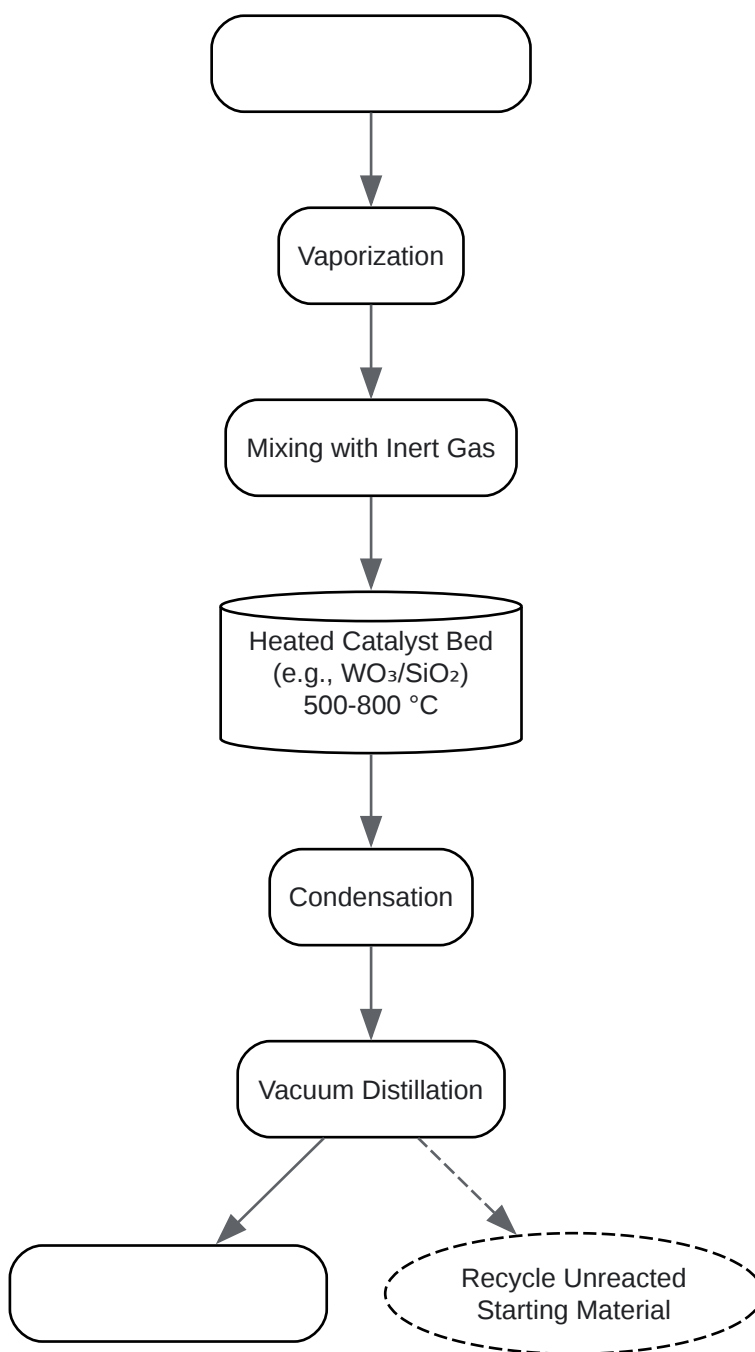 Vaporization
Mixing with Inert Gas
Heated Catalyst Bed
(e.g., WO₃/SiO₂)
500-800 °C
Condensation
Vacuum Distillation
Recycle Unreacted
Starting Material